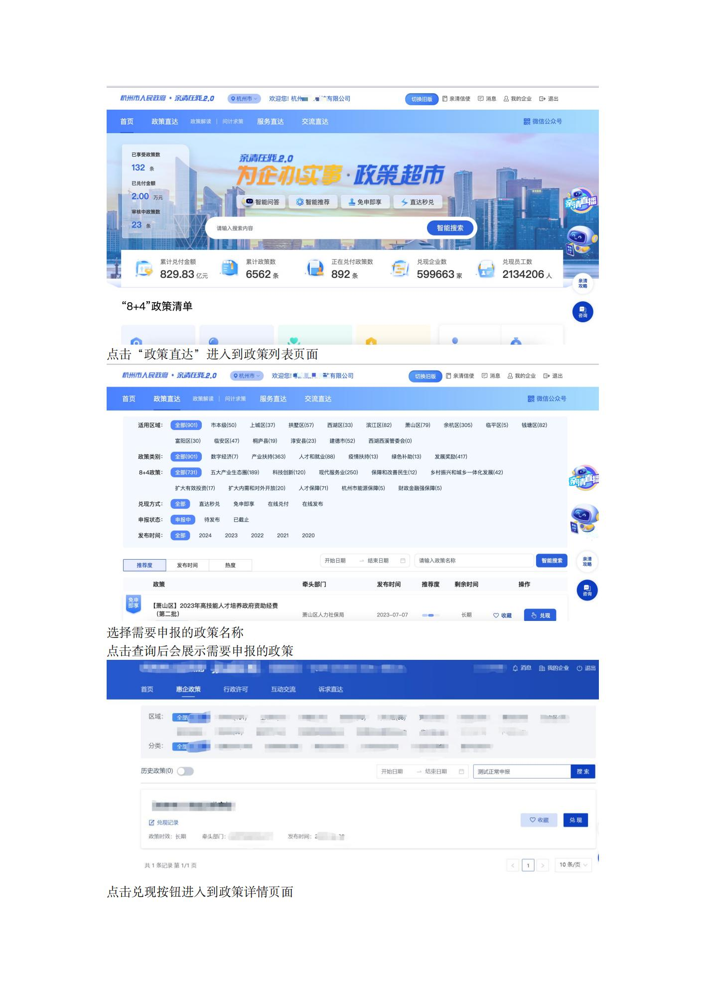 杭州市人民政府·亲清在线2.0 杭州市 欢迎您! 杭州 有限公司 切换旧版 亲清信使 消息 我的企业 退出
首页 政策直达 政策解读 | 问计求策 服务直达 交流直达 微信公众号
已享受政策数
132 条
已兑付金额
2.00 万元
审核中政策数
23 条
亲清在线2.0
为企办实事·政策超市
智能问答 智能推荐 免申即享 直达秒兑
请输入搜索内容 智能搜索
亲清直播
累计兑付金额 累计政策数 正在兑付政策数 兑现企业数 兑现员工数
829.83 亿元 6562 条 892 条 599663 家 2134206 人
亲清
攻略
咨询
“8+4”政策清单
点击“政策直达”进入到政策列表页面
杭州市人民政府·亲清在线2.0 杭州市 欢迎您! 有限公司 切换旧版 亲清信使 消息 我的企业 退出
首页 政策直达 政策解读 | 问计求策 服务直达 交流直达 微信公众号
适用区域: 全部(901) 市本级(50) 上城区(37) 拱墅区(57) 西湖区(33) 滨江区(82) 萧山区(79) 余杭区(305) 临平区(5) 钱塘区(82)
富阳区(30) 临安区(47) 桐庐县(19) 淳安县(23) 建德市(52) 西湖西溪管委会(0)
政策类别: 全部(901) 数字经济(7) 产业扶持(363) 人才和就业(88) 疫情扶持(13) 绿色补助(13) 发展奖励(417)
8+4政策: 全部(731) 五大产业生态圈(189) 科技创新(120) 现代服务业(250) 保障和改善民生(12) 乡村振兴和城乡一体化发展(42)
扩大有效投资(17) 扩大内需和对外开放(20) 人才保障(71) 杭州市能源保障(5) 财政金融强保障(5)
兑现方式: 全部 直达秒兑 免申即享 在线兑付 在线发布
申报状态: 申报中 待发布 已截止
发布时间: 全部 2024 2023 2022 2021 2020
亲清直播
推荐度 发布时间 热度 开始日期 → 结束日期 请输入政策名称 智能搜索
亲清
攻略
咨询
政策 牵头部门 发布时间 推荐度 剩余时间 操作
免申
即享
【萧山区】2023年高技能人才培养政府资助经费
（第二批） 萧山区人力社保局 2023-07-07 长期 收藏 兑现
选择需要申报的政策名称
点击查询后会展示需要申报的政策
消息 我的企业 退出
首页 惠企政策 行政许可 互动交流 诉求直达
区域: 全部
分类: 全部
历史政策(0) 开始日期 → 结束日期 测试正常申报 搜索
兑现记录 收藏 兑现
政策时效: 长期 牵头部门: 发布时间:
共 1 条记录 第 1/1 页 < 1 > 10 条/页
点击兑现按钮进入到政策详情页面